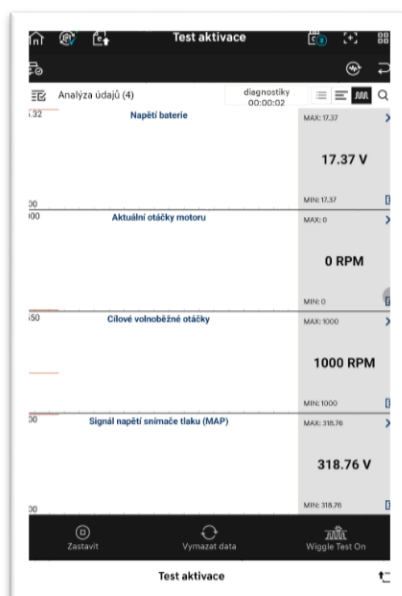 Test aktivace
Analýza údajů (4)
diagnostiky
00:00:02
Napětí baterie
MAX: 17.37
17.37 V
MIN: 17.37
Aktuální otáčky motoru
MAX: 0
0 RPM
MIN: 0
Cílové volnoběžné otáčky
MAX: 1000
1000 RPM
MIN: 1000
Signál napětí snímače tlaku (MAP)
MAX: 318.76
318.76 V
MIN: 318.76
Zastavit
Vymazat data
Wiggle Test On
Test aktivace